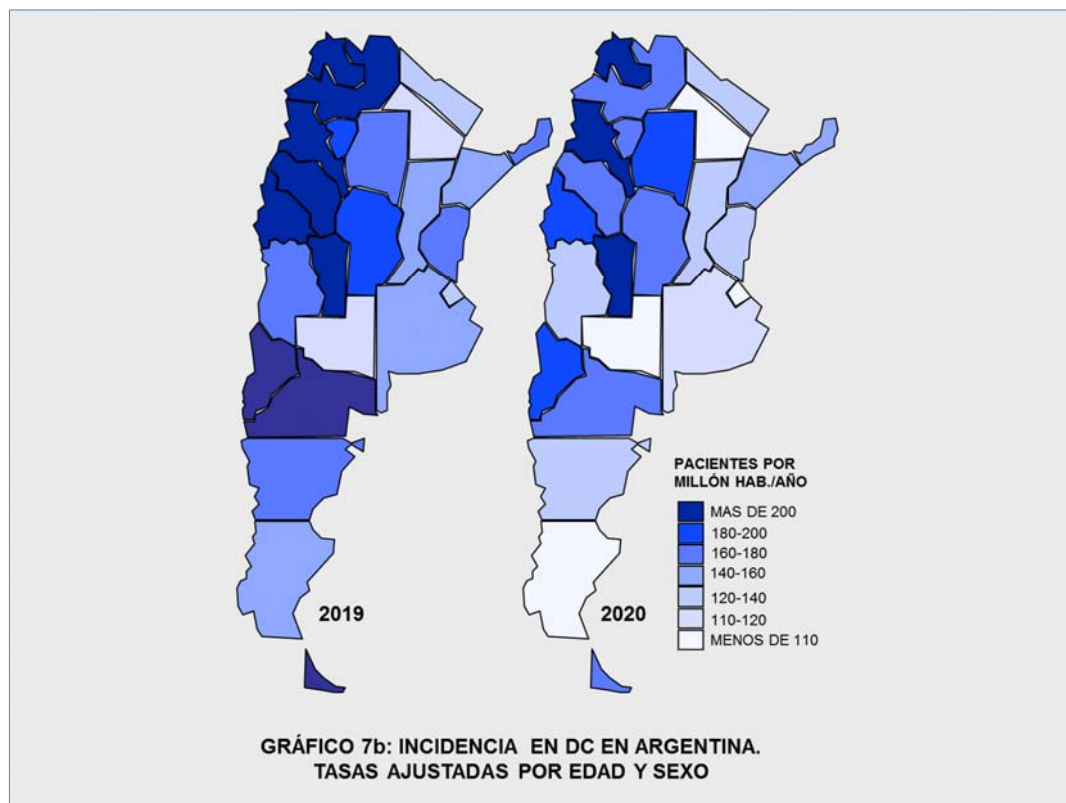 PACIENTES POR
MILLÓN HAB./AÑO
MAS DE 200
180-200
160-180
140-160
120-140
110-120
MENOS DE 110
2019
2020
GRÁFICO 7b: INCIDENCIA EN DC EN ARGENTINA.
TASAS AJUSTADAS POR EDAD Y SEXO